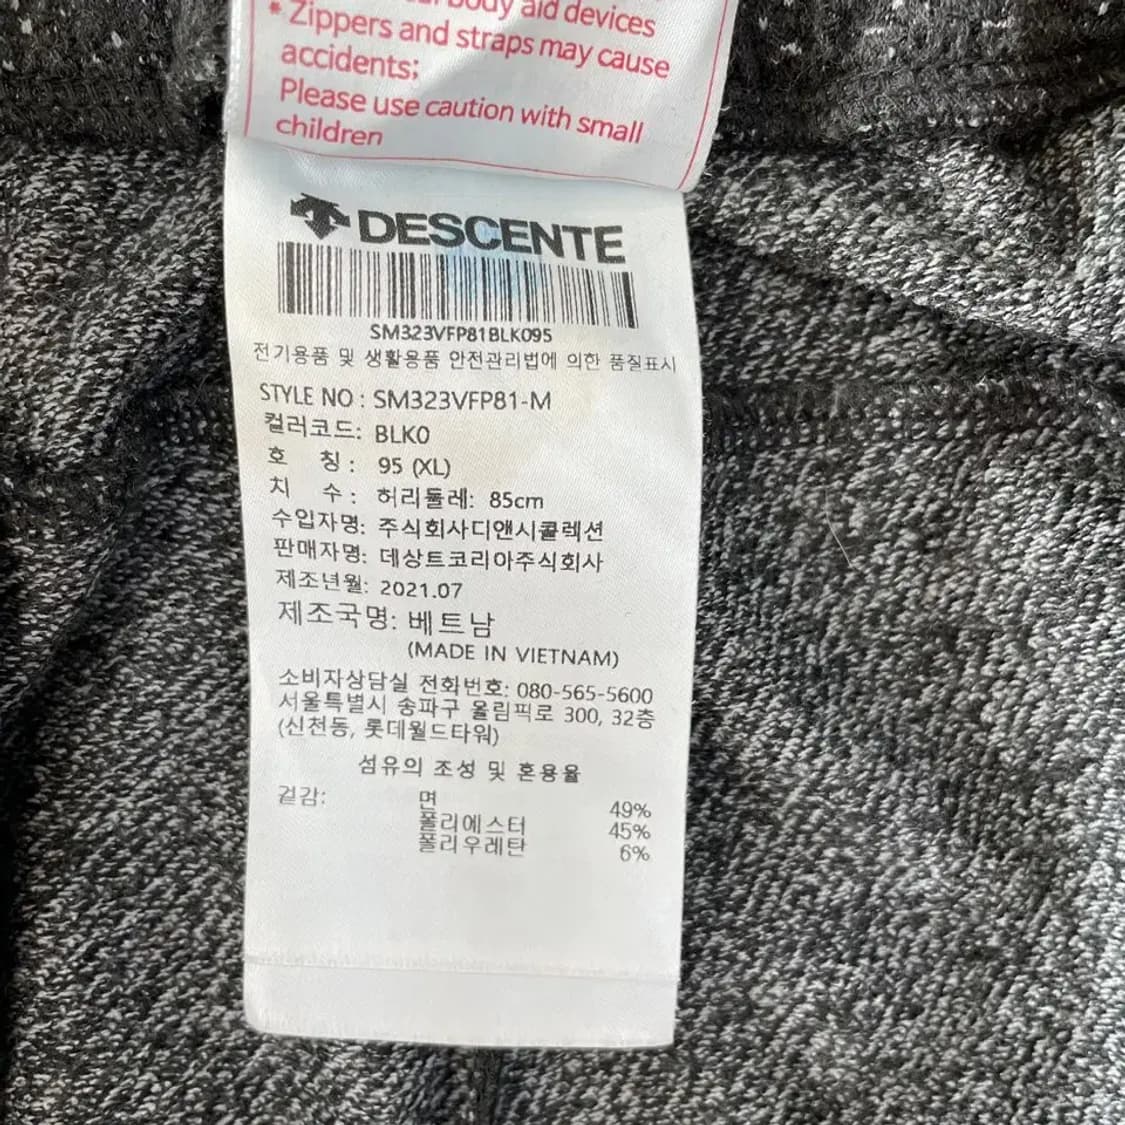 body aid devices
* Zippers and straps may cause
accidents;
Please use caution with small
children
DESCENTE
SM323VFP81BLK095
전기용품 및 생활용품 안전관리법에 의한 품질표시
STYLE NO : SM323VFP81-M
컬러코드: BLK0
호 칭 : 95 (XL)
치 수 : 허리둘레: 85cm
수입자명: 주식회사디앤시콜렉션
판매자명: 데상트코리아주식회사
제조년월: 2021.07
제조국명: 베트남
(MADE IN VIETNAM)
소비자상담실 전화번호: 080-565-5600
서울특별시 송파구 올림픽로 300, 32층
(신천동, 롯데월드타워)
섬유의 조성 및 혼용율
겉감: 면 49%
폴리에스터 45%
폴리우레탄 6%